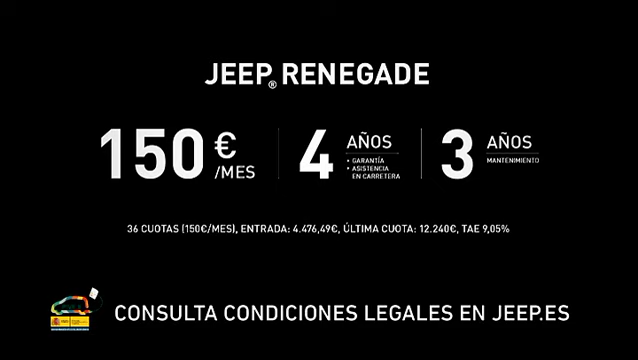 JEEP® RENEGADE
150 €/MES
4 AÑOS
• GARANTÍA
• ASISTENCIA
EN CARRETERA
3 AÑOS
MANTENIMIENTO
36 CUOTAS (150€/MES), ENTRADA: 4.476,49€, ÚLTIMA CUOTA: 12.240€, TAE 9,05%
CONSULTA CONDICIONES LEGALES EN JEEP.ES